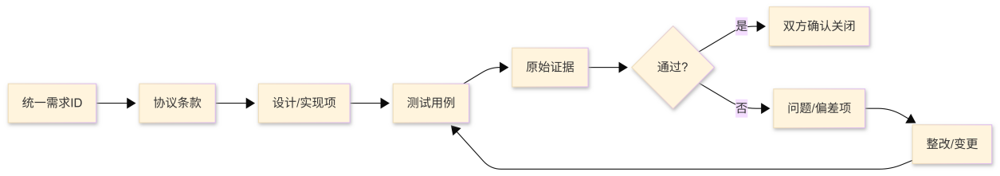 统一需求ID
协议条款
设计/实现项
测试用例
原始证据
通过?
是
双方确认关闭
否
问题/偏差项
整改/变更